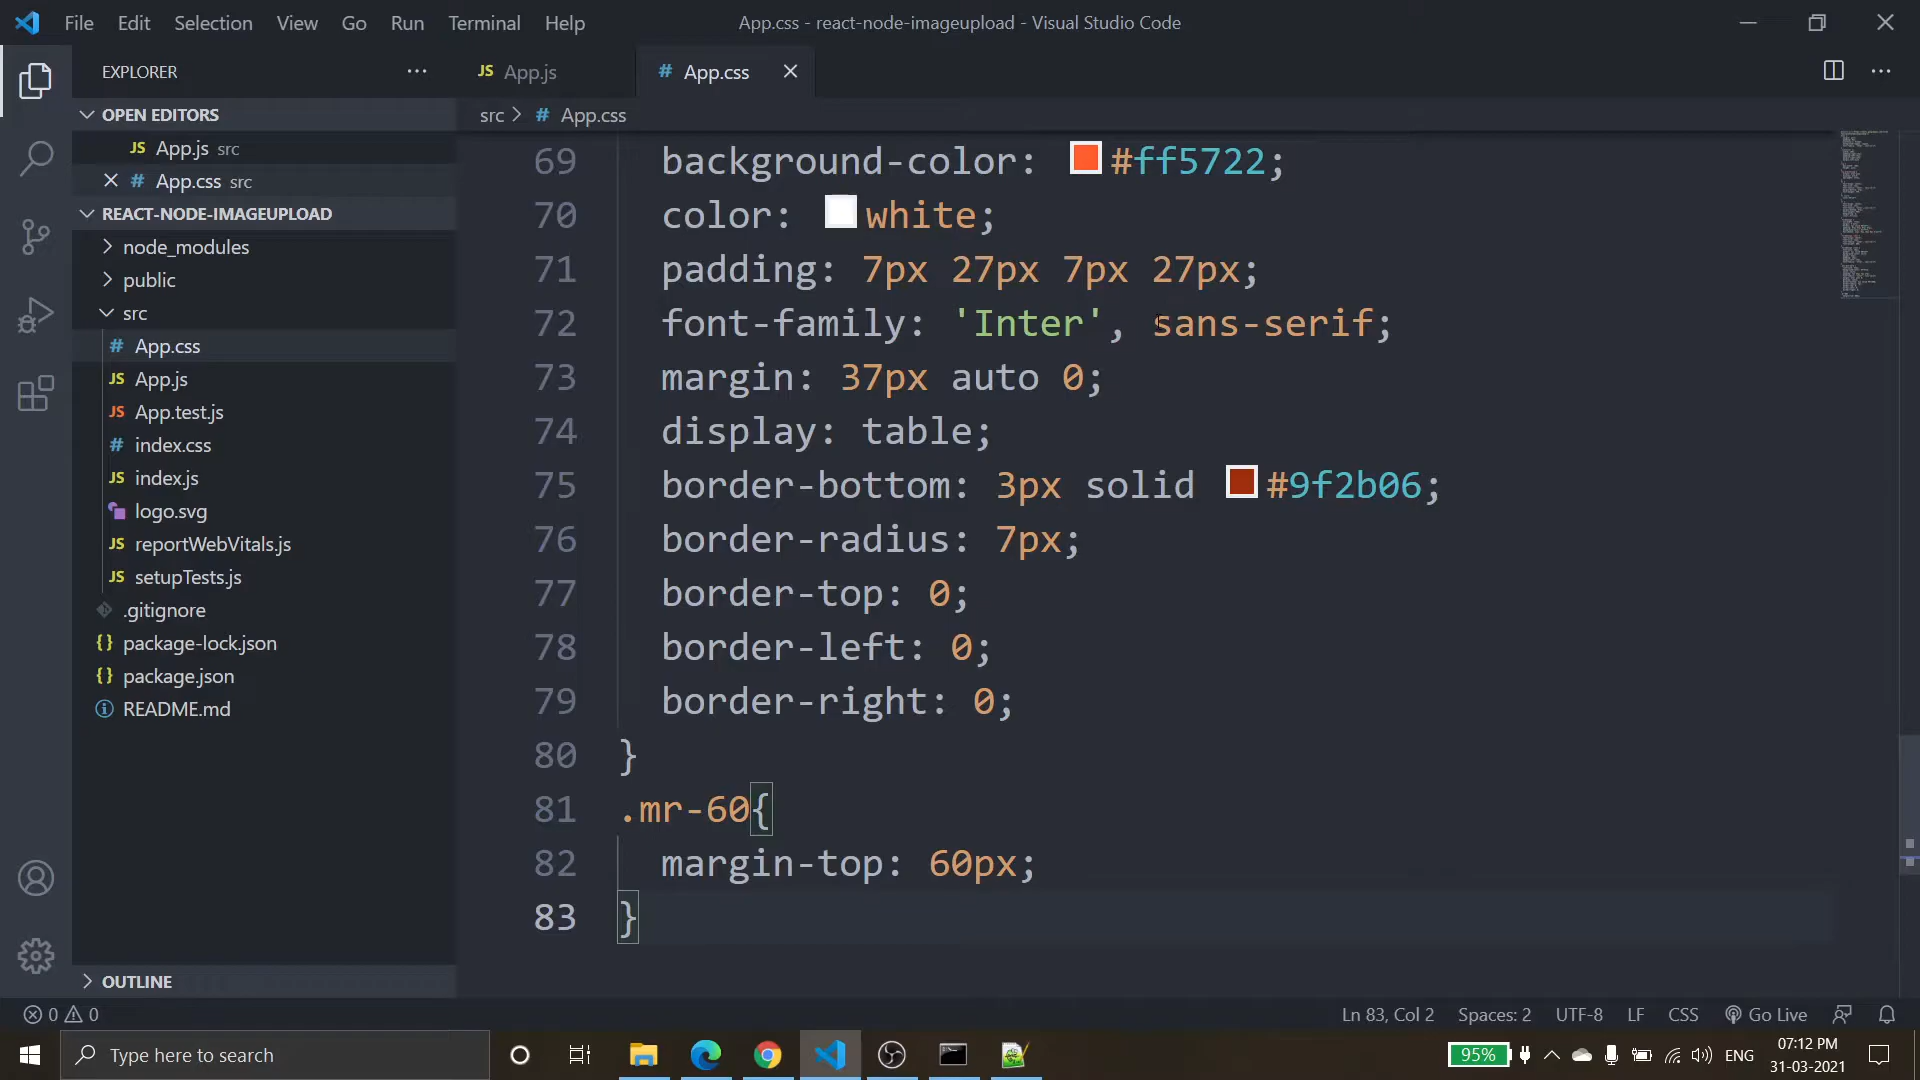 File Edit Selection View Go Run Terminal Help
App.css - react-node-imageupload - Visual Studio Code
EXPLORER
OPEN EDITORS
JS App.js src
# App.css src
REACT-NODE-IMAGEUPLOAD
node_modules
public
src
# App.css
JS App.js
JS App.test.js
# index.css
JS index.js
logo.svg
JS reportWebVitals.js
JS setupTests.js
.gitignore
{} package-lock.json
{} package.json
README.md
OUTLINE
JS App.js
# App.css
src > # App.css
69 background-color: #ff5722;
70 color: white;
71 padding: 7px 27px 7px 27px;
72 font-family: 'Inter', sans-serif;
73 margin: 37px auto 0;
74 display: table;
75 border-bottom: 3px solid #9f2b06;
76 border-radius: 7px;
77 border-top: 0;
78 border-left: 0;
79 border-right: 0;
80 }
81 .mr-60{
82 margin-top: 60px;
83 }
0 0
Ln 83, Col 2 Spaces: 2 UTF-8 LF CSS Go Live
Type here to search
95%
ENG
07:12 PM
31-03-2021